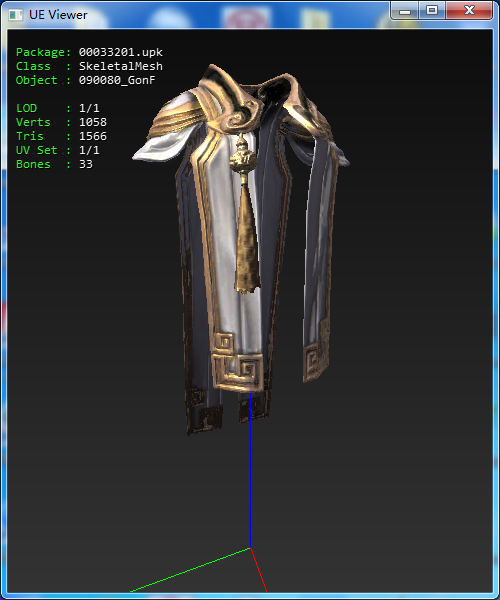 UE Viewer
Package: 00033201.upk
Class : SkeletalMesh
Object : 090080_GonF
LOD : 1/1
Verts : 1058
Tris : 1566
UV Set : 1/1
Bones : 33